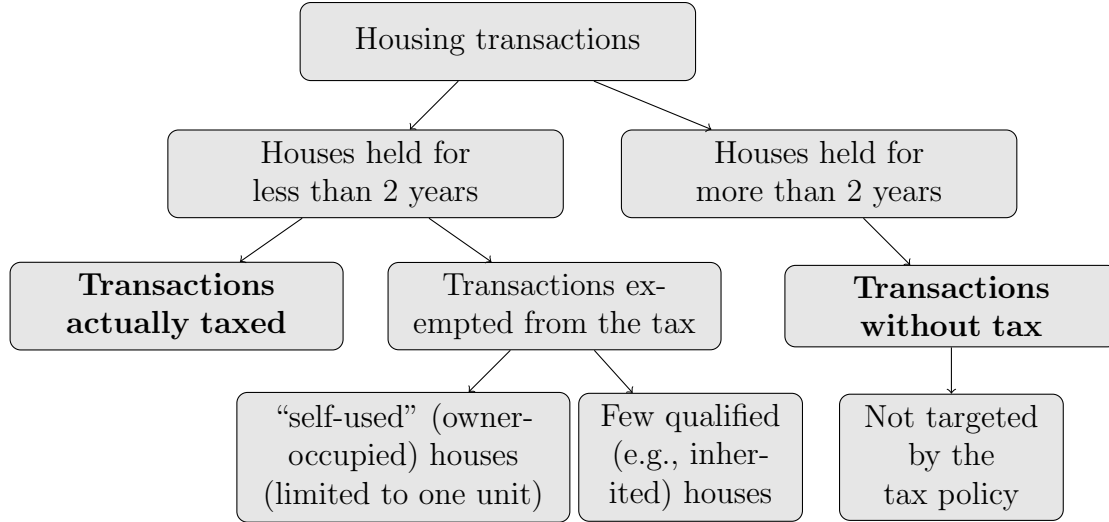 Housing transactions
Houses held for
less than 2 years
Houses held for
more than 2 years
Transactions
actually taxed
Transactions ex-
empted from the tax
Transactions
without tax
“self-used” (owner-
occupied) houses
(limited to one unit)
Few qualified
(e.g., inher-
ited) houses
Not targeted
by the
tax policy